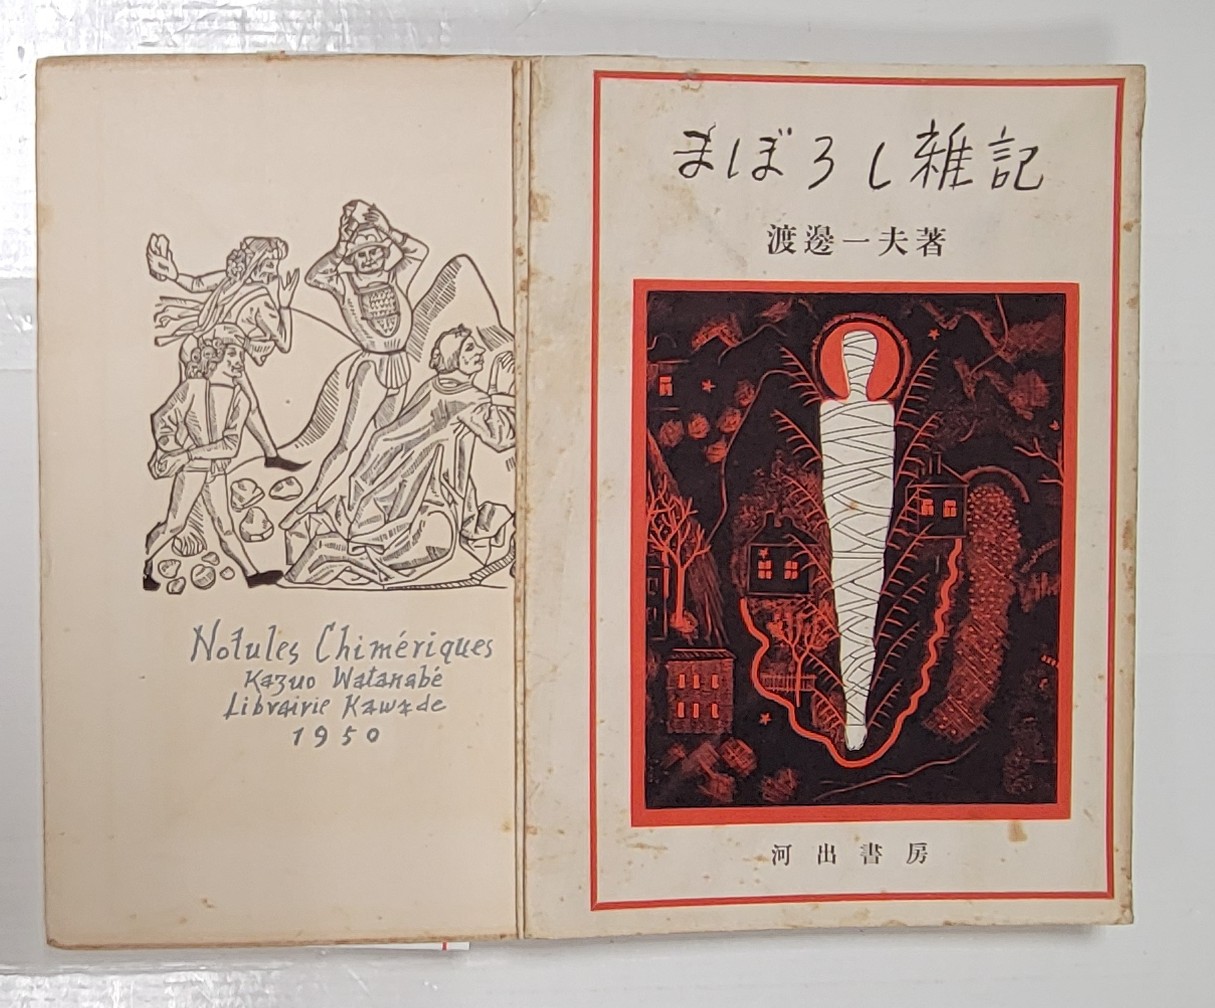 まぼろし雑記
渡邊一夫著
河出書房
Notules Chimériques
Kazuo Watanabé
Librairie Kawade
1950